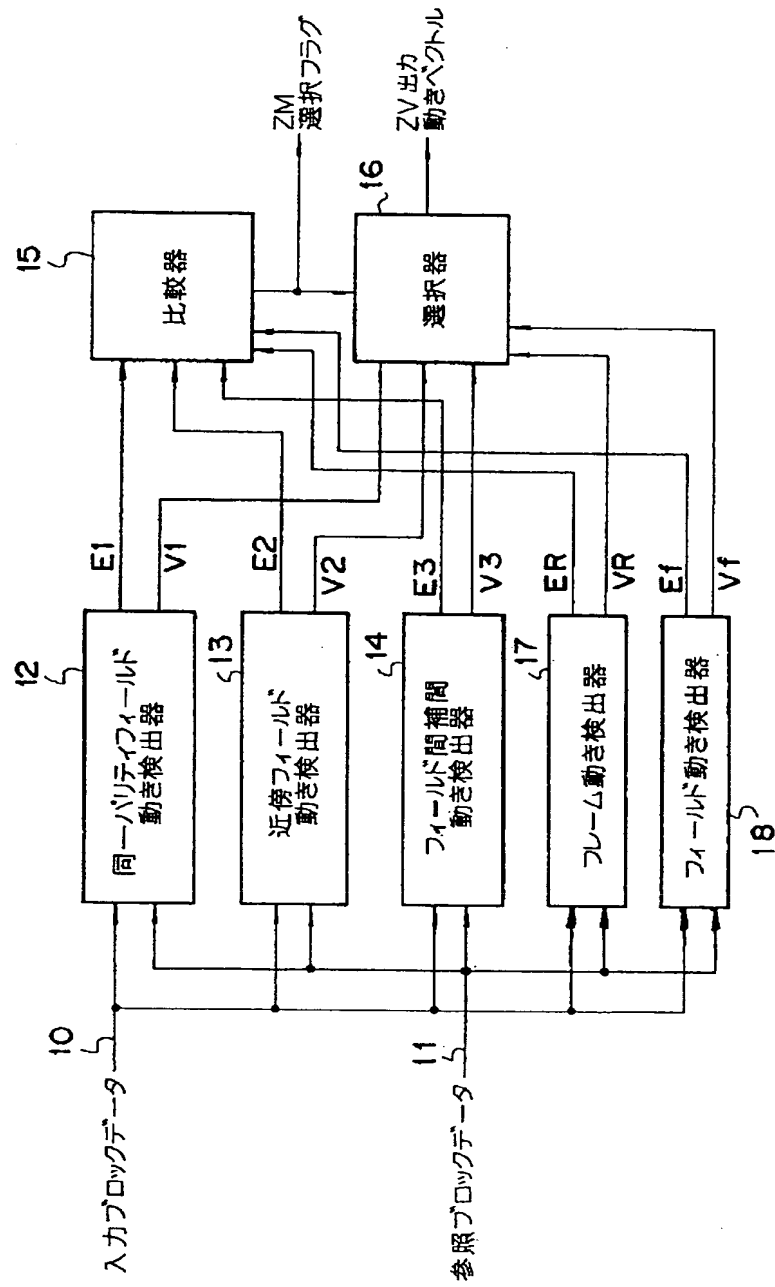 入力ブロックデータ
10
参照ブロックデータ
11
12
同一パリティフィールド
動き検出器
E1
V1
13
近傍フィールド
動き検出器
E2
V2
14
フィールド間補間
動き検出器
E3
V3
17
フレーム動き検出器
ER
VR
フィールド動き検出器
18
Ef
Vf
15
比較器
ZM
選択フラグ
16
選択器
ZV出力
動きベクトル